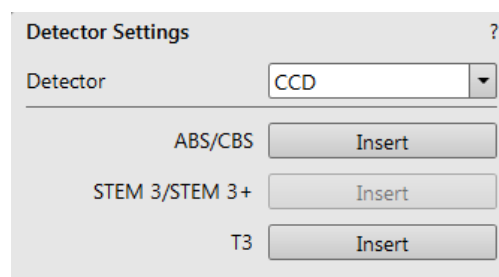 Detector Settings ?
Detector CCD
ABS/CBS Insert
STEM 3/STEM 3+ Insert
T3 Insert